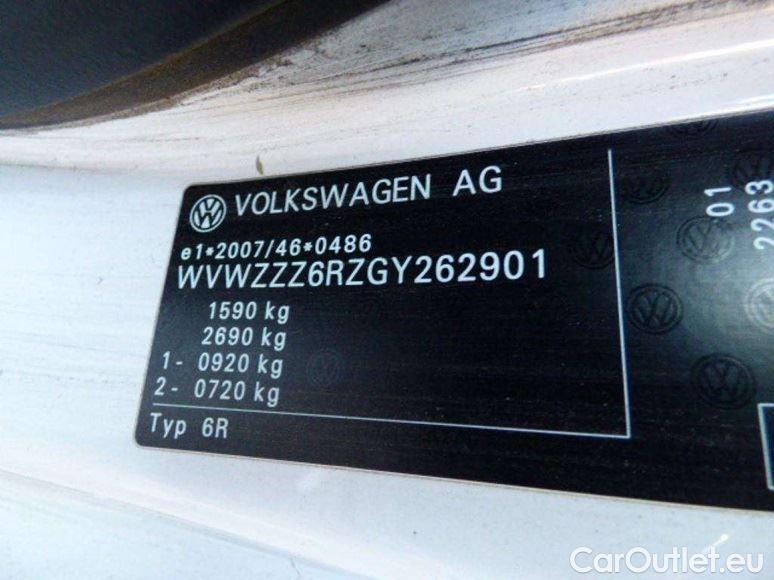 VOLKSWAGEN AG
e1*2007/46*0486
WVWZZZ6RZGY262901
1590 kg
2690 kg
1- 0920 kg
2- 0720 kg
Typ 6R
01
2263
CarOutlet.eu